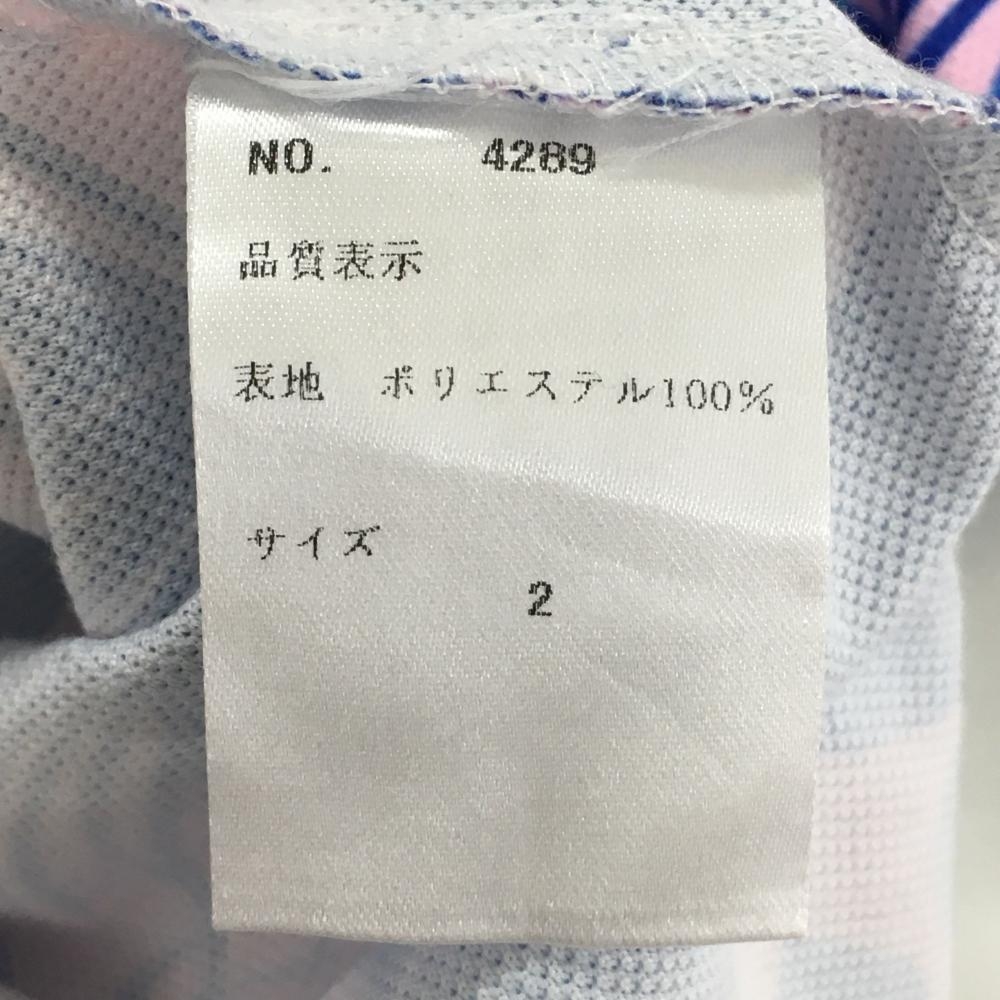 NO. 4289
品質表示
表地 ポリエステル100%
サイズ
2